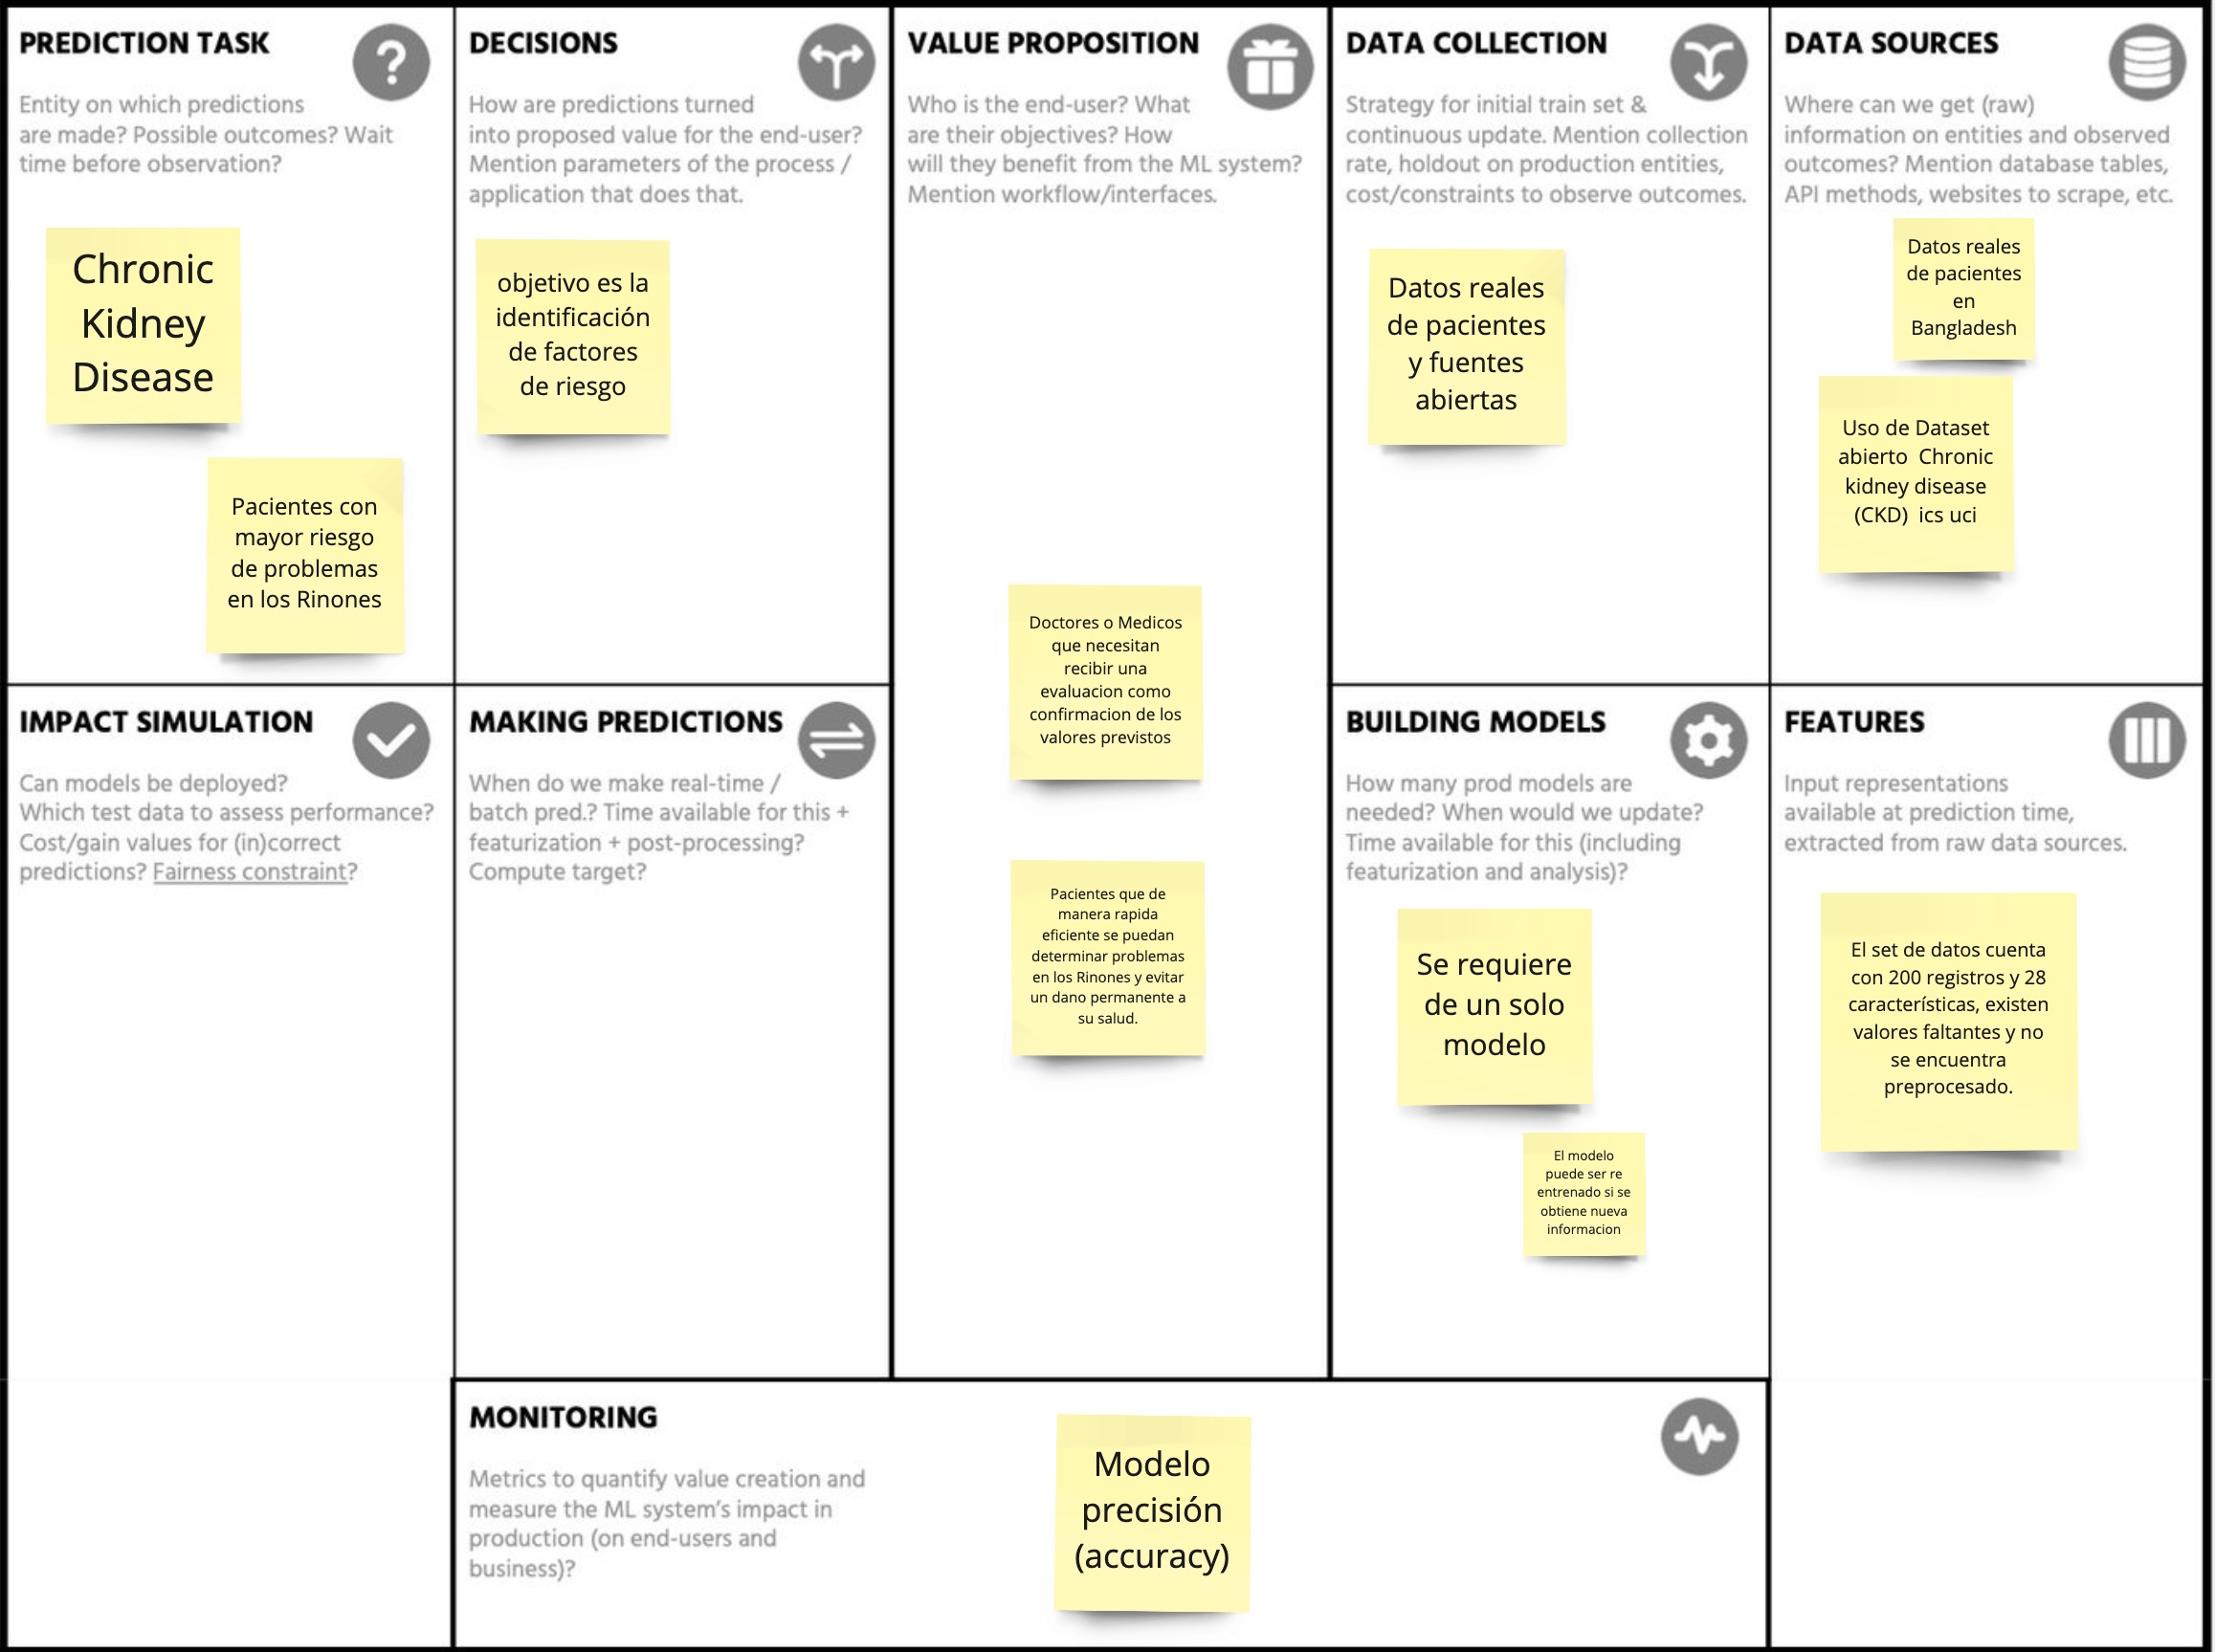 PREDICTION TASK
Entity on which predictions
are made? Possible outcomes? Wait
time before observation?
Chronic
Kidney
Disease
Pacientes con
mayor riesgo
de problemas
en los Rinones
DECISIONS
How are predictions turned
into proposed value for the end-user?
Mention parameters of the process /
application that does that.
objetivo es la
identificación
de factores
de riesgo
VALUE PROPOSITION
Who is the end-user? What
are their objectives? How
will they benefit from the ML system?
Mention workflow/interfaces.
Doctores o Medicos
que necesitan
recibir una
evaluacion como
confirmacion de los
valores previstos
Pacientes que de
manera rapida
eficiente se puedan
determinar problemas
en los Rinones y evitar
un dano permanente a
su salud.
DATA COLLECTION
Strategy for initial train set &
continuous update. Mention collection
rate, holdout on production entities,
cost/constraints to observe outcomes.
Datos reales
de pacientes
y fuentes
abiertas
DATA SOURCES
Where can we get (raw)
information on entities and observed
outcomes? Mention database tables,
API methods, websites to scrape, etc.
Datos reales
de pacientes
en
Bangladesh
Uso de Dataset
abierto Chronic
kidney disease
(CKD) ics uci
IMPACT SIMULATION
Can models be deployed?
Which test data to assess performance?
Cost/gain values for (in)correct
predictions? Fairness constraint?
MAKING PREDICTIONS
When do we make real-time /
batch pred.? Time available for this +
featurization + post-processing?
Compute target?
BUILDING MODELS
How many prod models are
needed? When would we update?
Time available for this (including
featurization and analysis)?
Se requiere
de un solo
modelo
El modelo
puede ser re
entrenado si se
obtiene nueva
informacion
FEATURES
Input representations
available at prediction time,
extracted from raw data sources.
El set de datos cuenta
con 200 registros y 28
características, existen
valores faltantes y no
se encuentra
preprocesado.
MONITORING
Metrics to quantify value creation and
measure the ML system's impact in
production (on end-users and
business)?
Modelo
precisión
(accuracy)